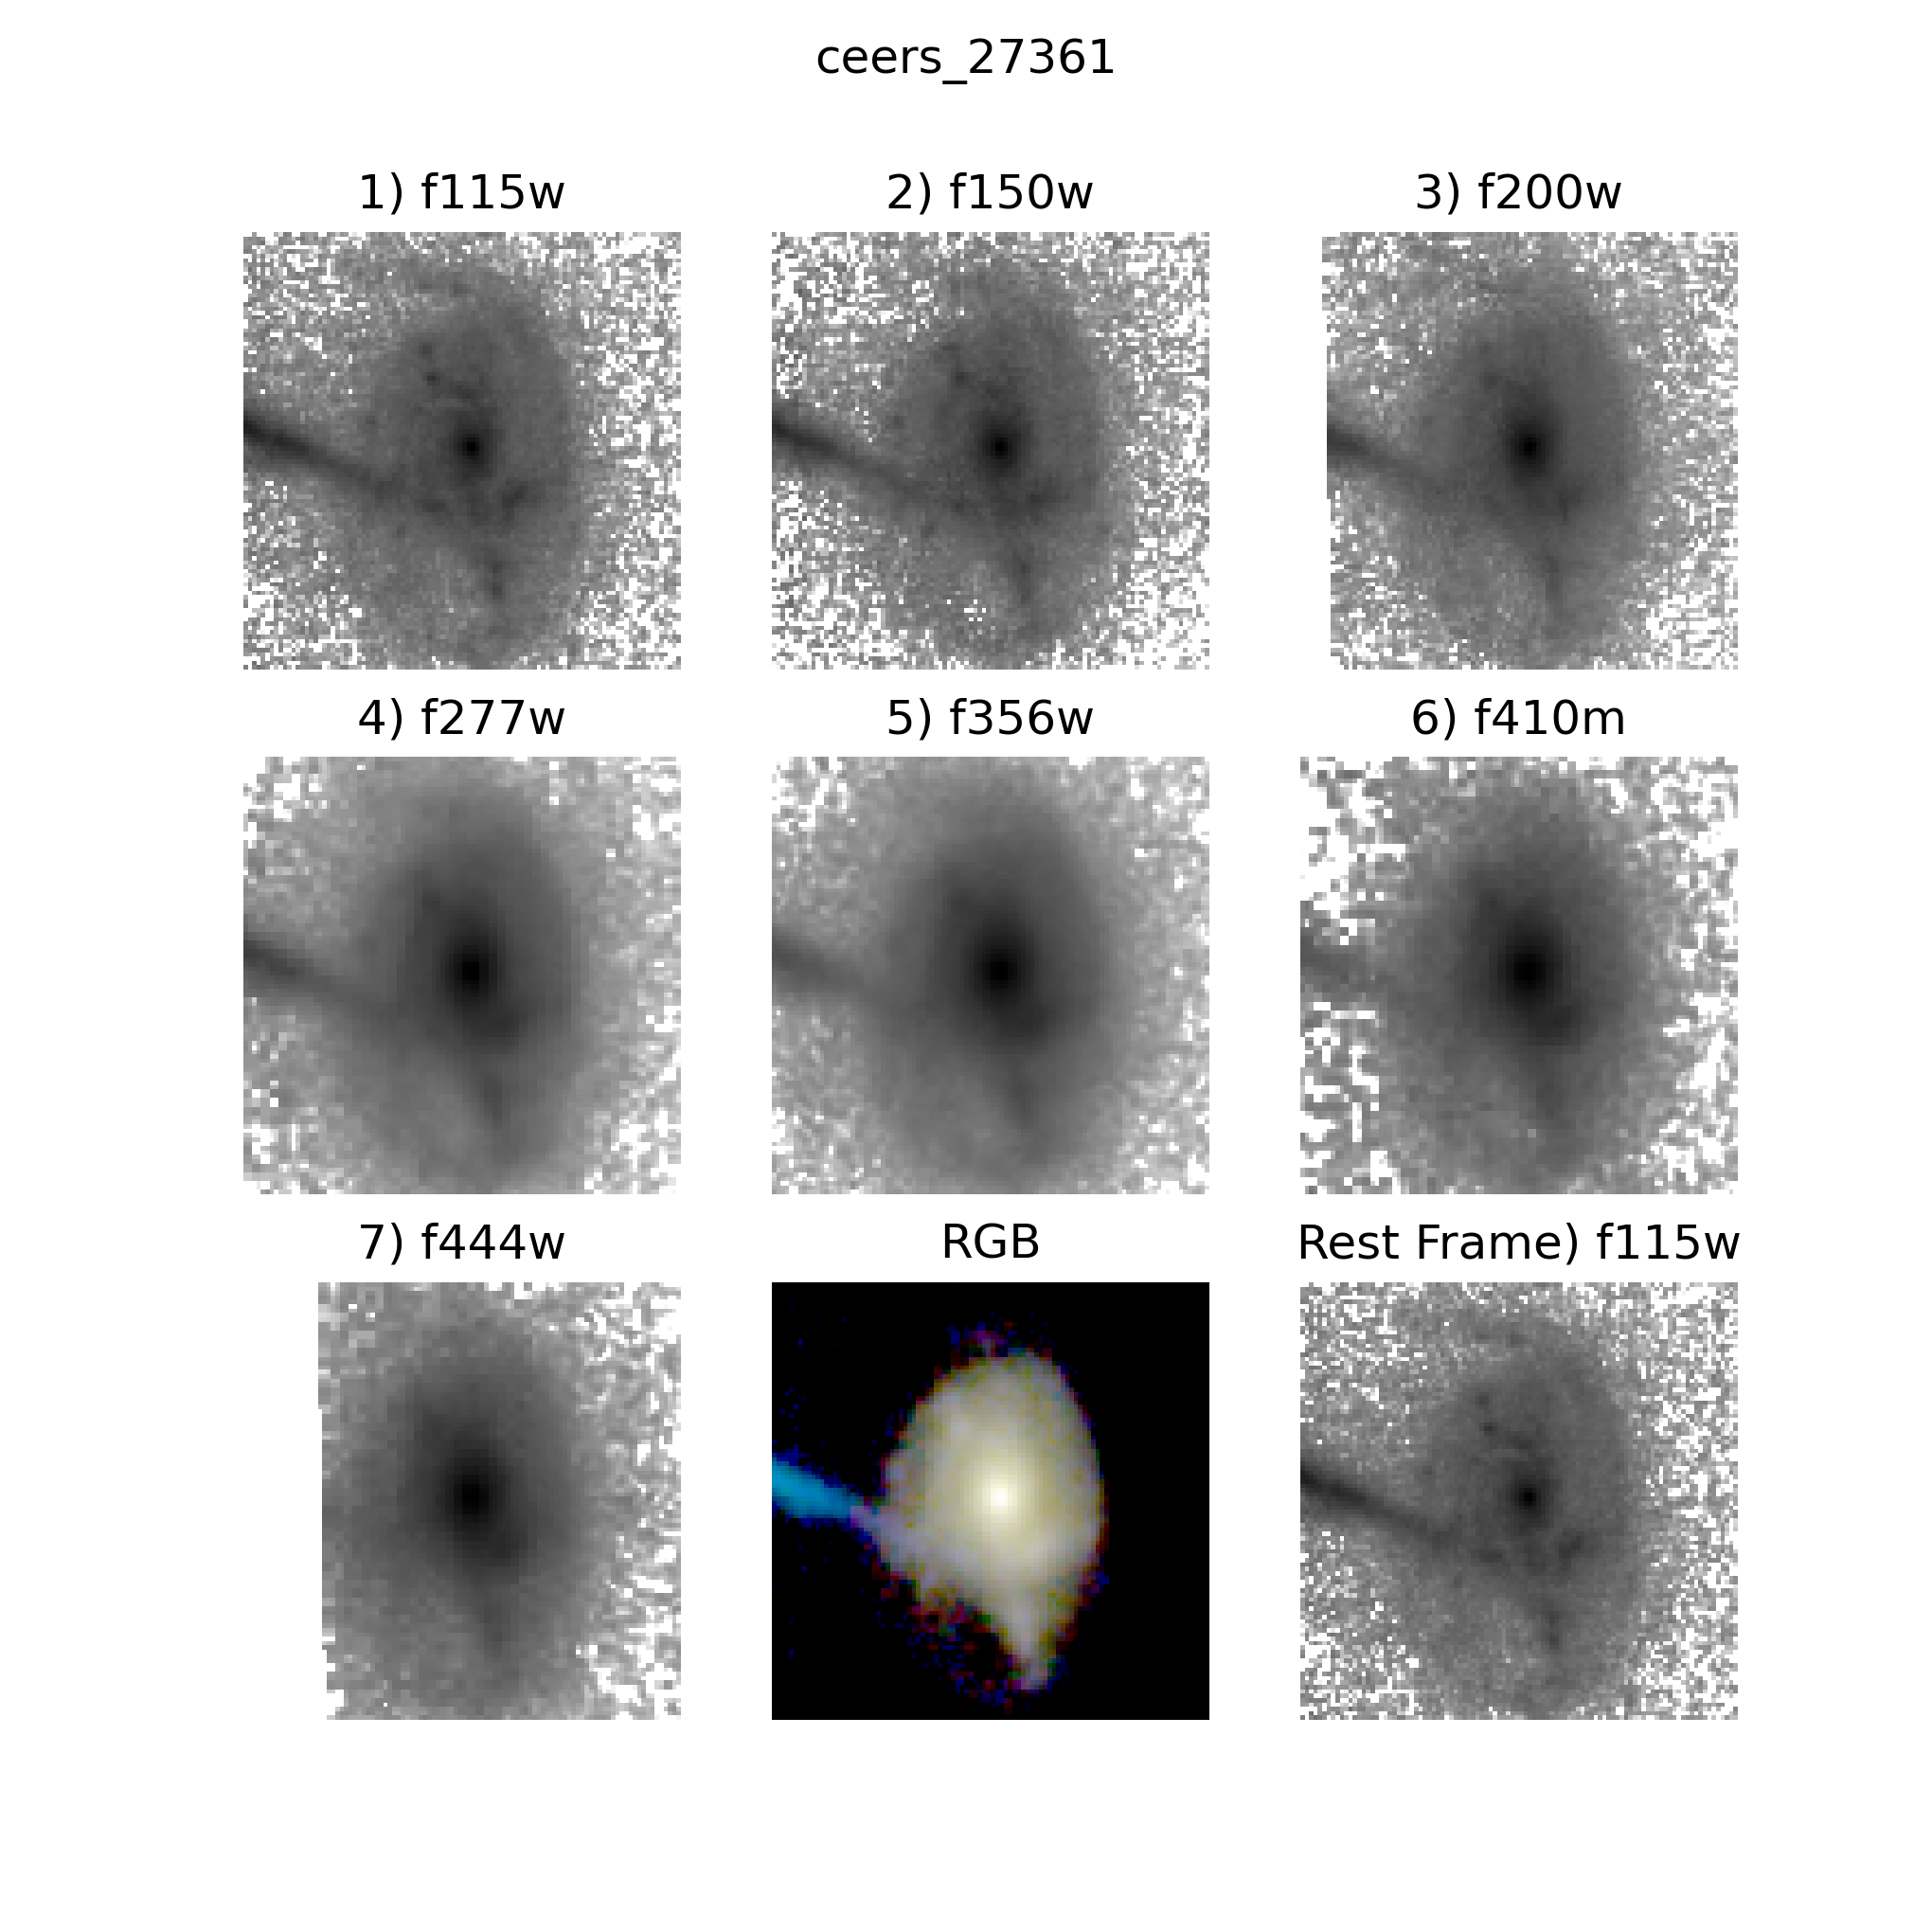 ceers_27361
1) f115w
2) f150w
3) f200w
4) f277w
5) f356w
6) f410m
7) f444w
RGB
Rest Frame) f115w